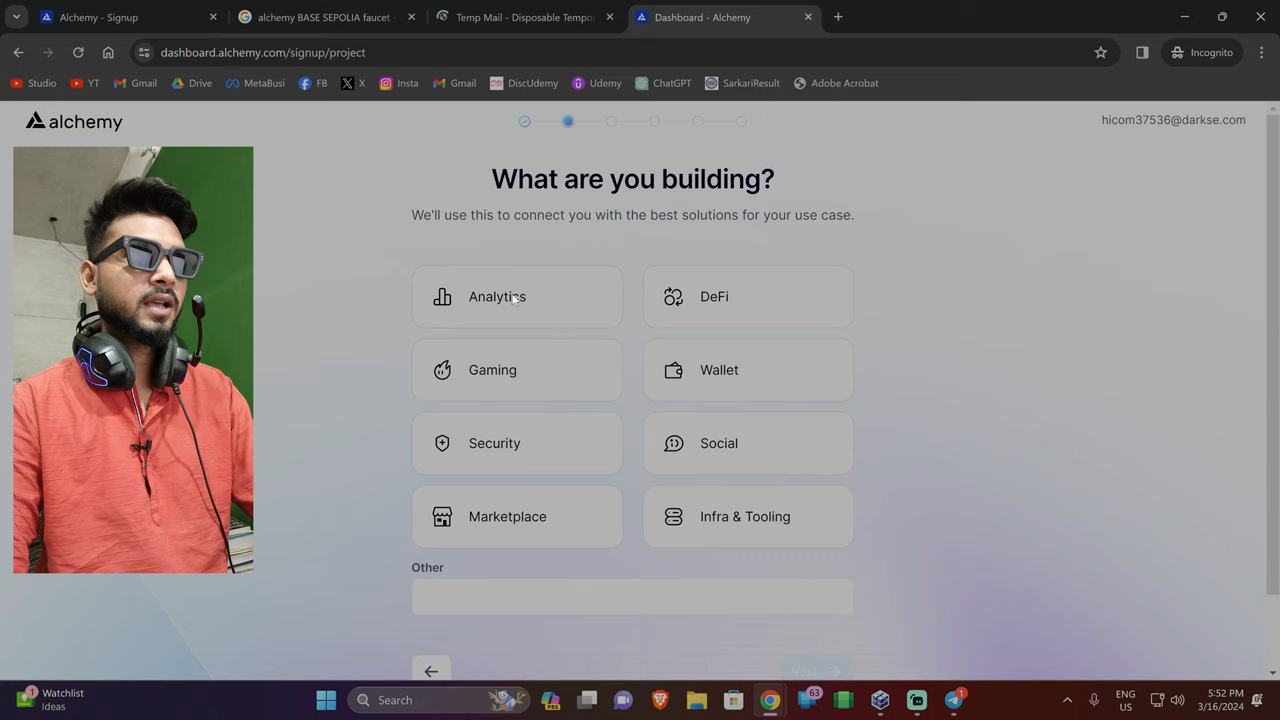 Alchemy - Signup
alchemy BASE SEPOLIA faucet -
Temp Mail - Disposable Tempo
Dashboard - Alchemy
dashboard.alchemy.com/signup/project
Incognito
Studio
YT
Gmail
Drive
MetaBusi
FB
X
Insta
Gmail
DiscUdemy
Udemy
ChatGPT
SarkariResult
Adobe Acrobat
alchemy
hicom37536@darkse.com
What are you building?
We'll use this to connect you with the best solutions for your use case.
Analytics
DeFi
Gaming
Wallet
Security
Social
Marketplace
Infra & Tooling
Other
Next
1
Watchlist
Ideas
Search
63
1
ENG
US
5:52 PM
3/16/2024